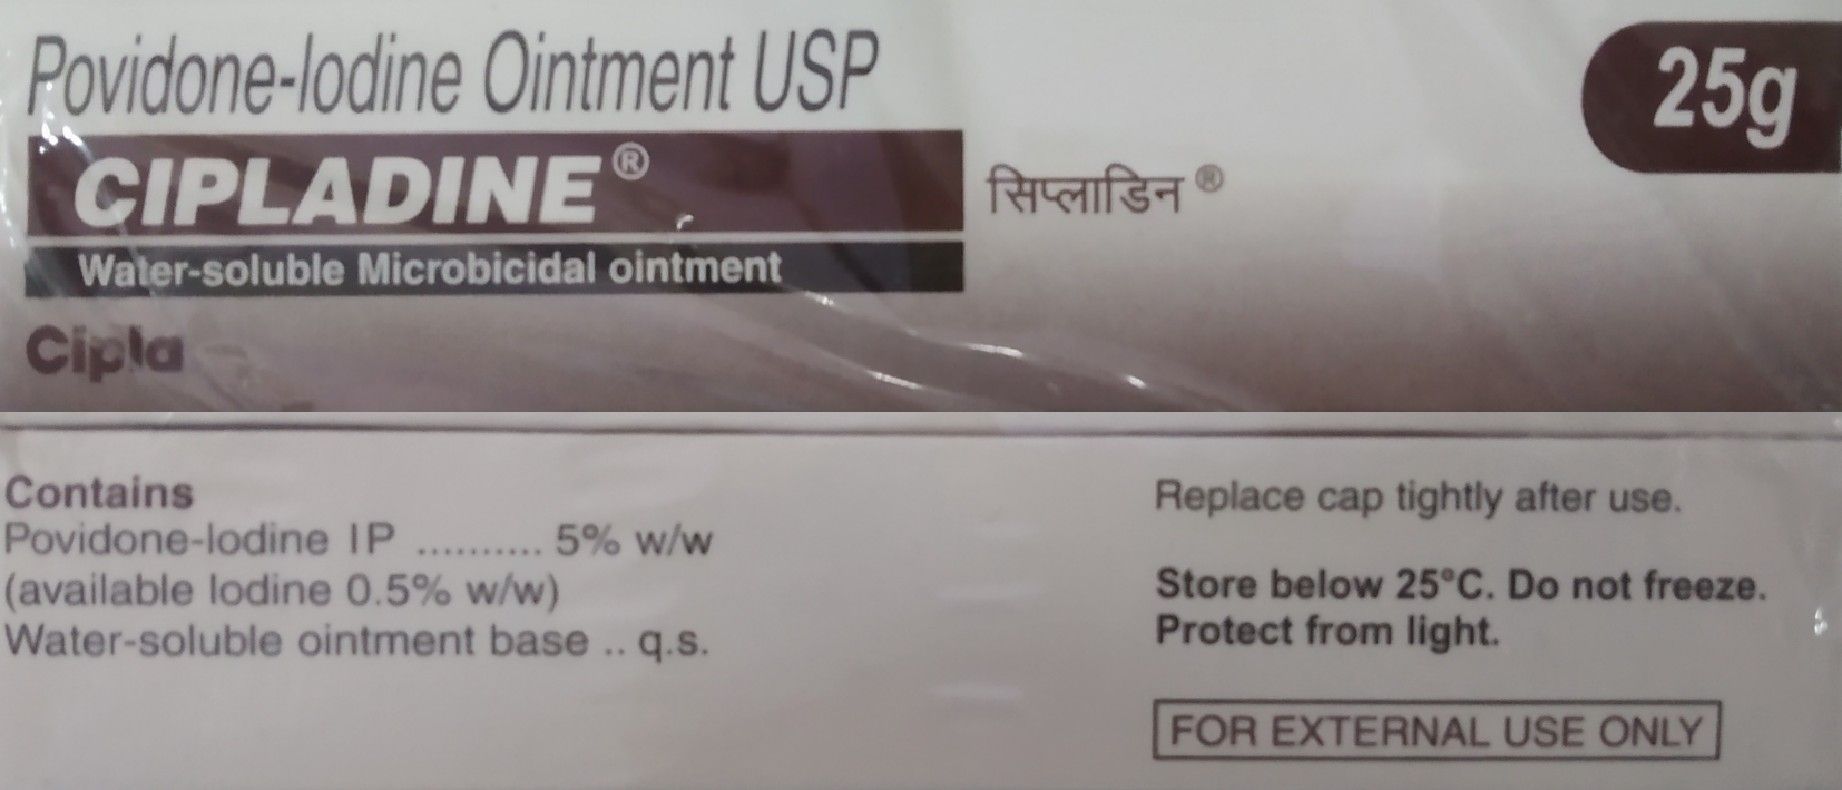 Povidone-Iodine Ointment USP
25g
CIPLADINE®
सिप्लाडिन®
Water-soluble Microbicidal ointment
Cipla
Contains
Povidone-Iodine IP .......... 5% w/w
(available Iodine 0.5% w/w)
Water-soluble ointment base .. q.s.
Replace cap tightly after use.
Store below 25°C. Do not freeze.
Protect from light.
FOR EXTERNAL USE ONLY